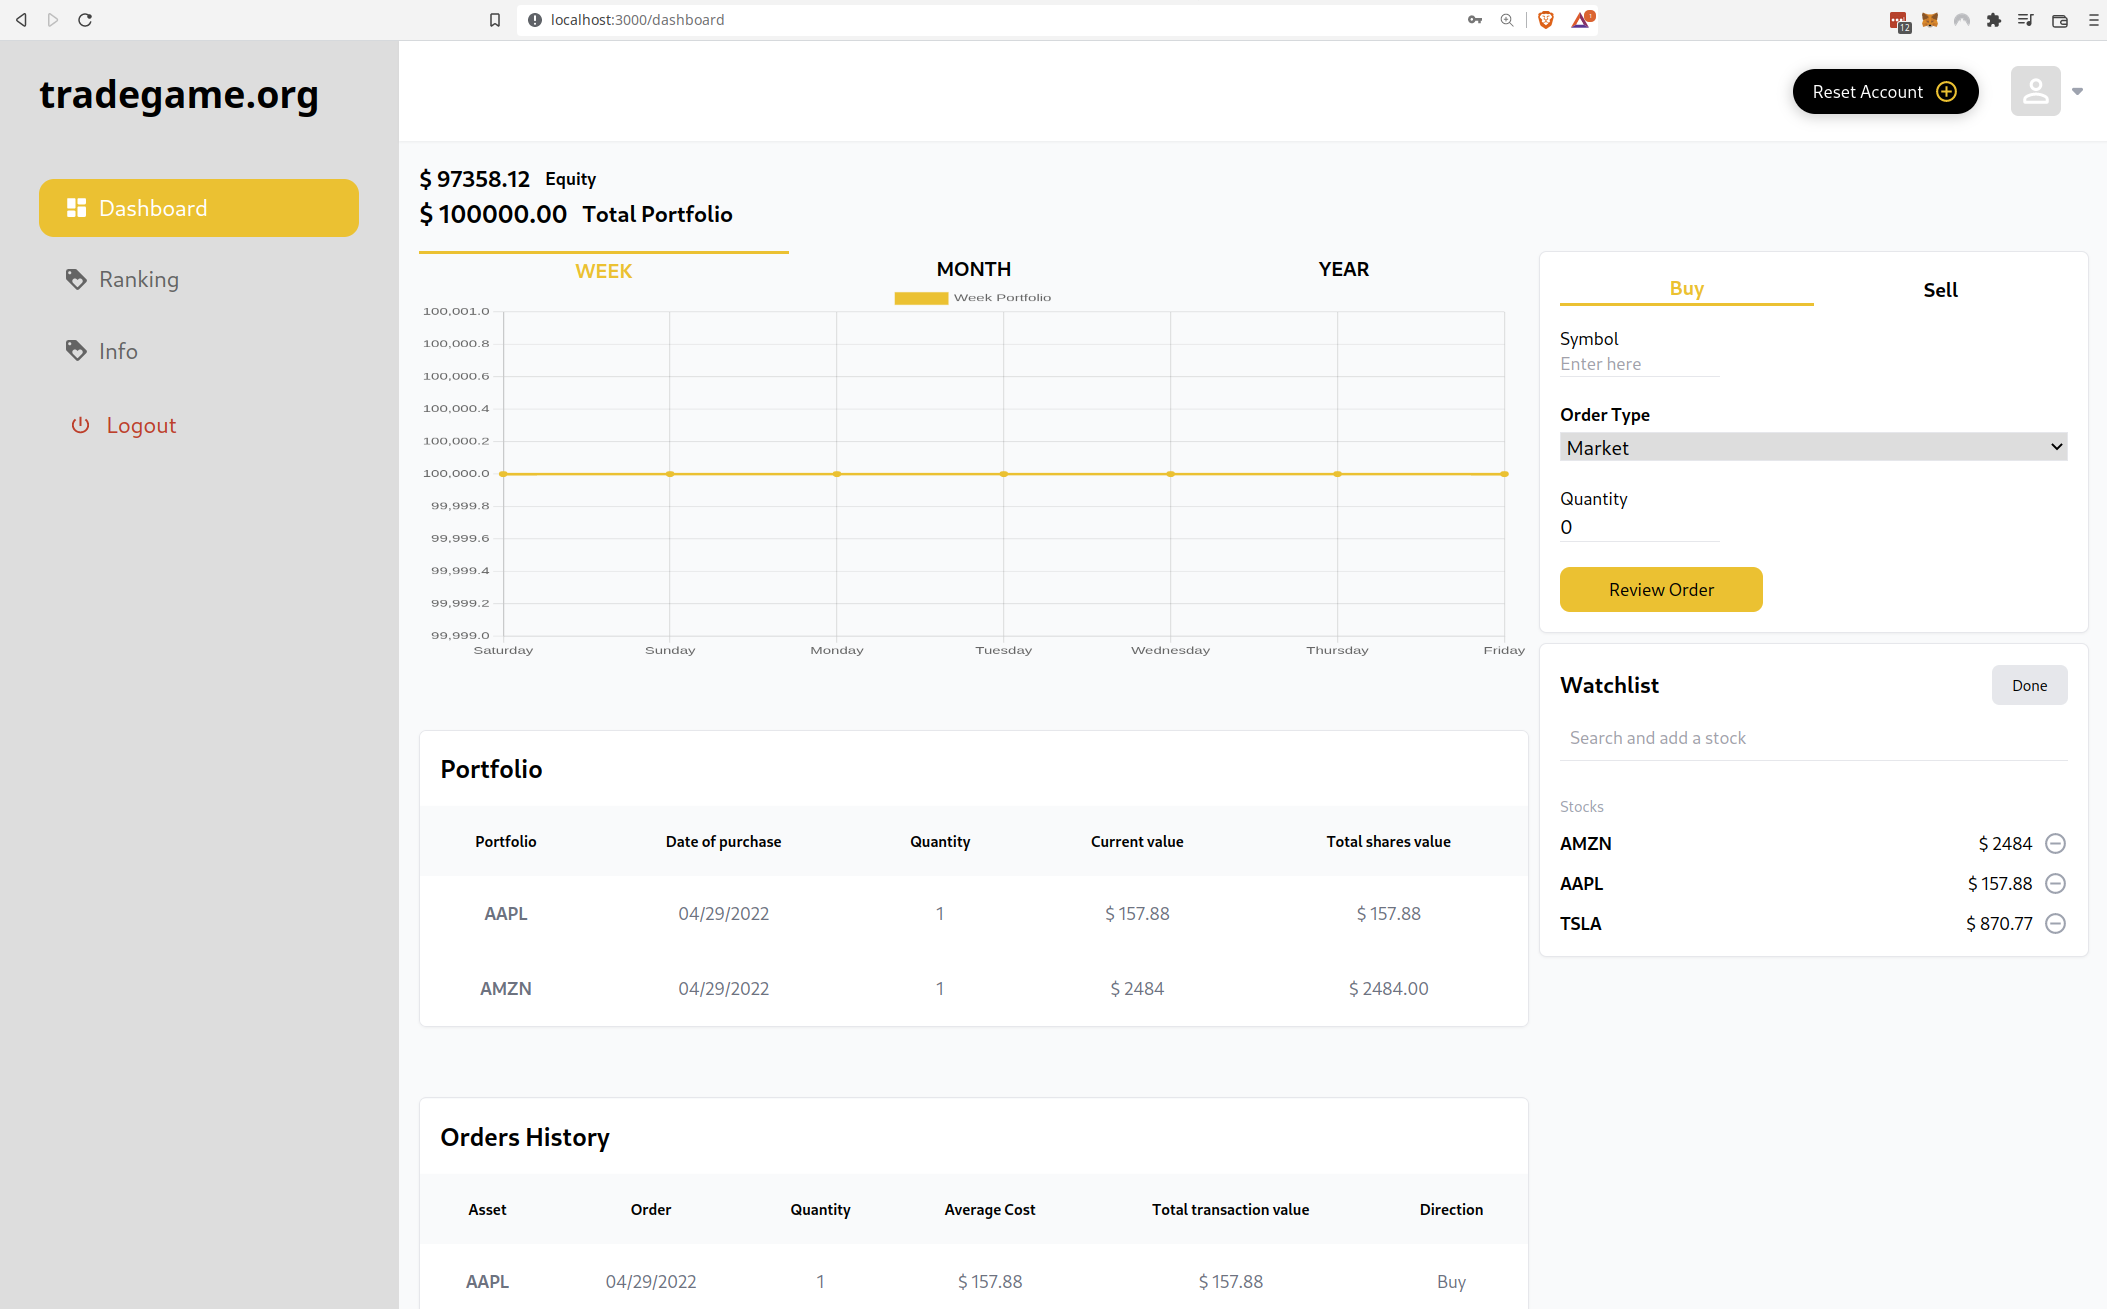 localhost:3000/dashboard
1
12
tradegame.org
Dashboard
Ranking
Info
Logout
Reset Account
$ 97358.12 Equity
$ 100000.00 Total Portfolio
WEEK MONTH YEAR
Week Portfolio
100,001.0
100,000.8
100,000.6
100,000.4
100,000.2
100,000.0
99,999.8
99,999.6
99,999.4
99,999.2
99,999.0
Saturday Sunday Monday Tuesday Wednesday Thursday Friday
Buy Sell
Symbol
Enter here
Order Type
Market
Quantity
0
Review Order
Watchlist Done
Search and add a stock
Stocks
AMZN $ 2484
AAPL $ 157.88
TSLA $ 870.77
Portfolio
Portfolio Date of purchase Quantity Current value Total shares value
AAPL 04/29/2022 1 $ 157.88 $ 157.88
AMZN 04/29/2022 1 $ 2484 $ 2484.00
Orders History
Asset Order Quantity Average Cost Total transaction value Direction
AAPL 04/29/2022 1 $ 157.88 $ 157.88 Buy